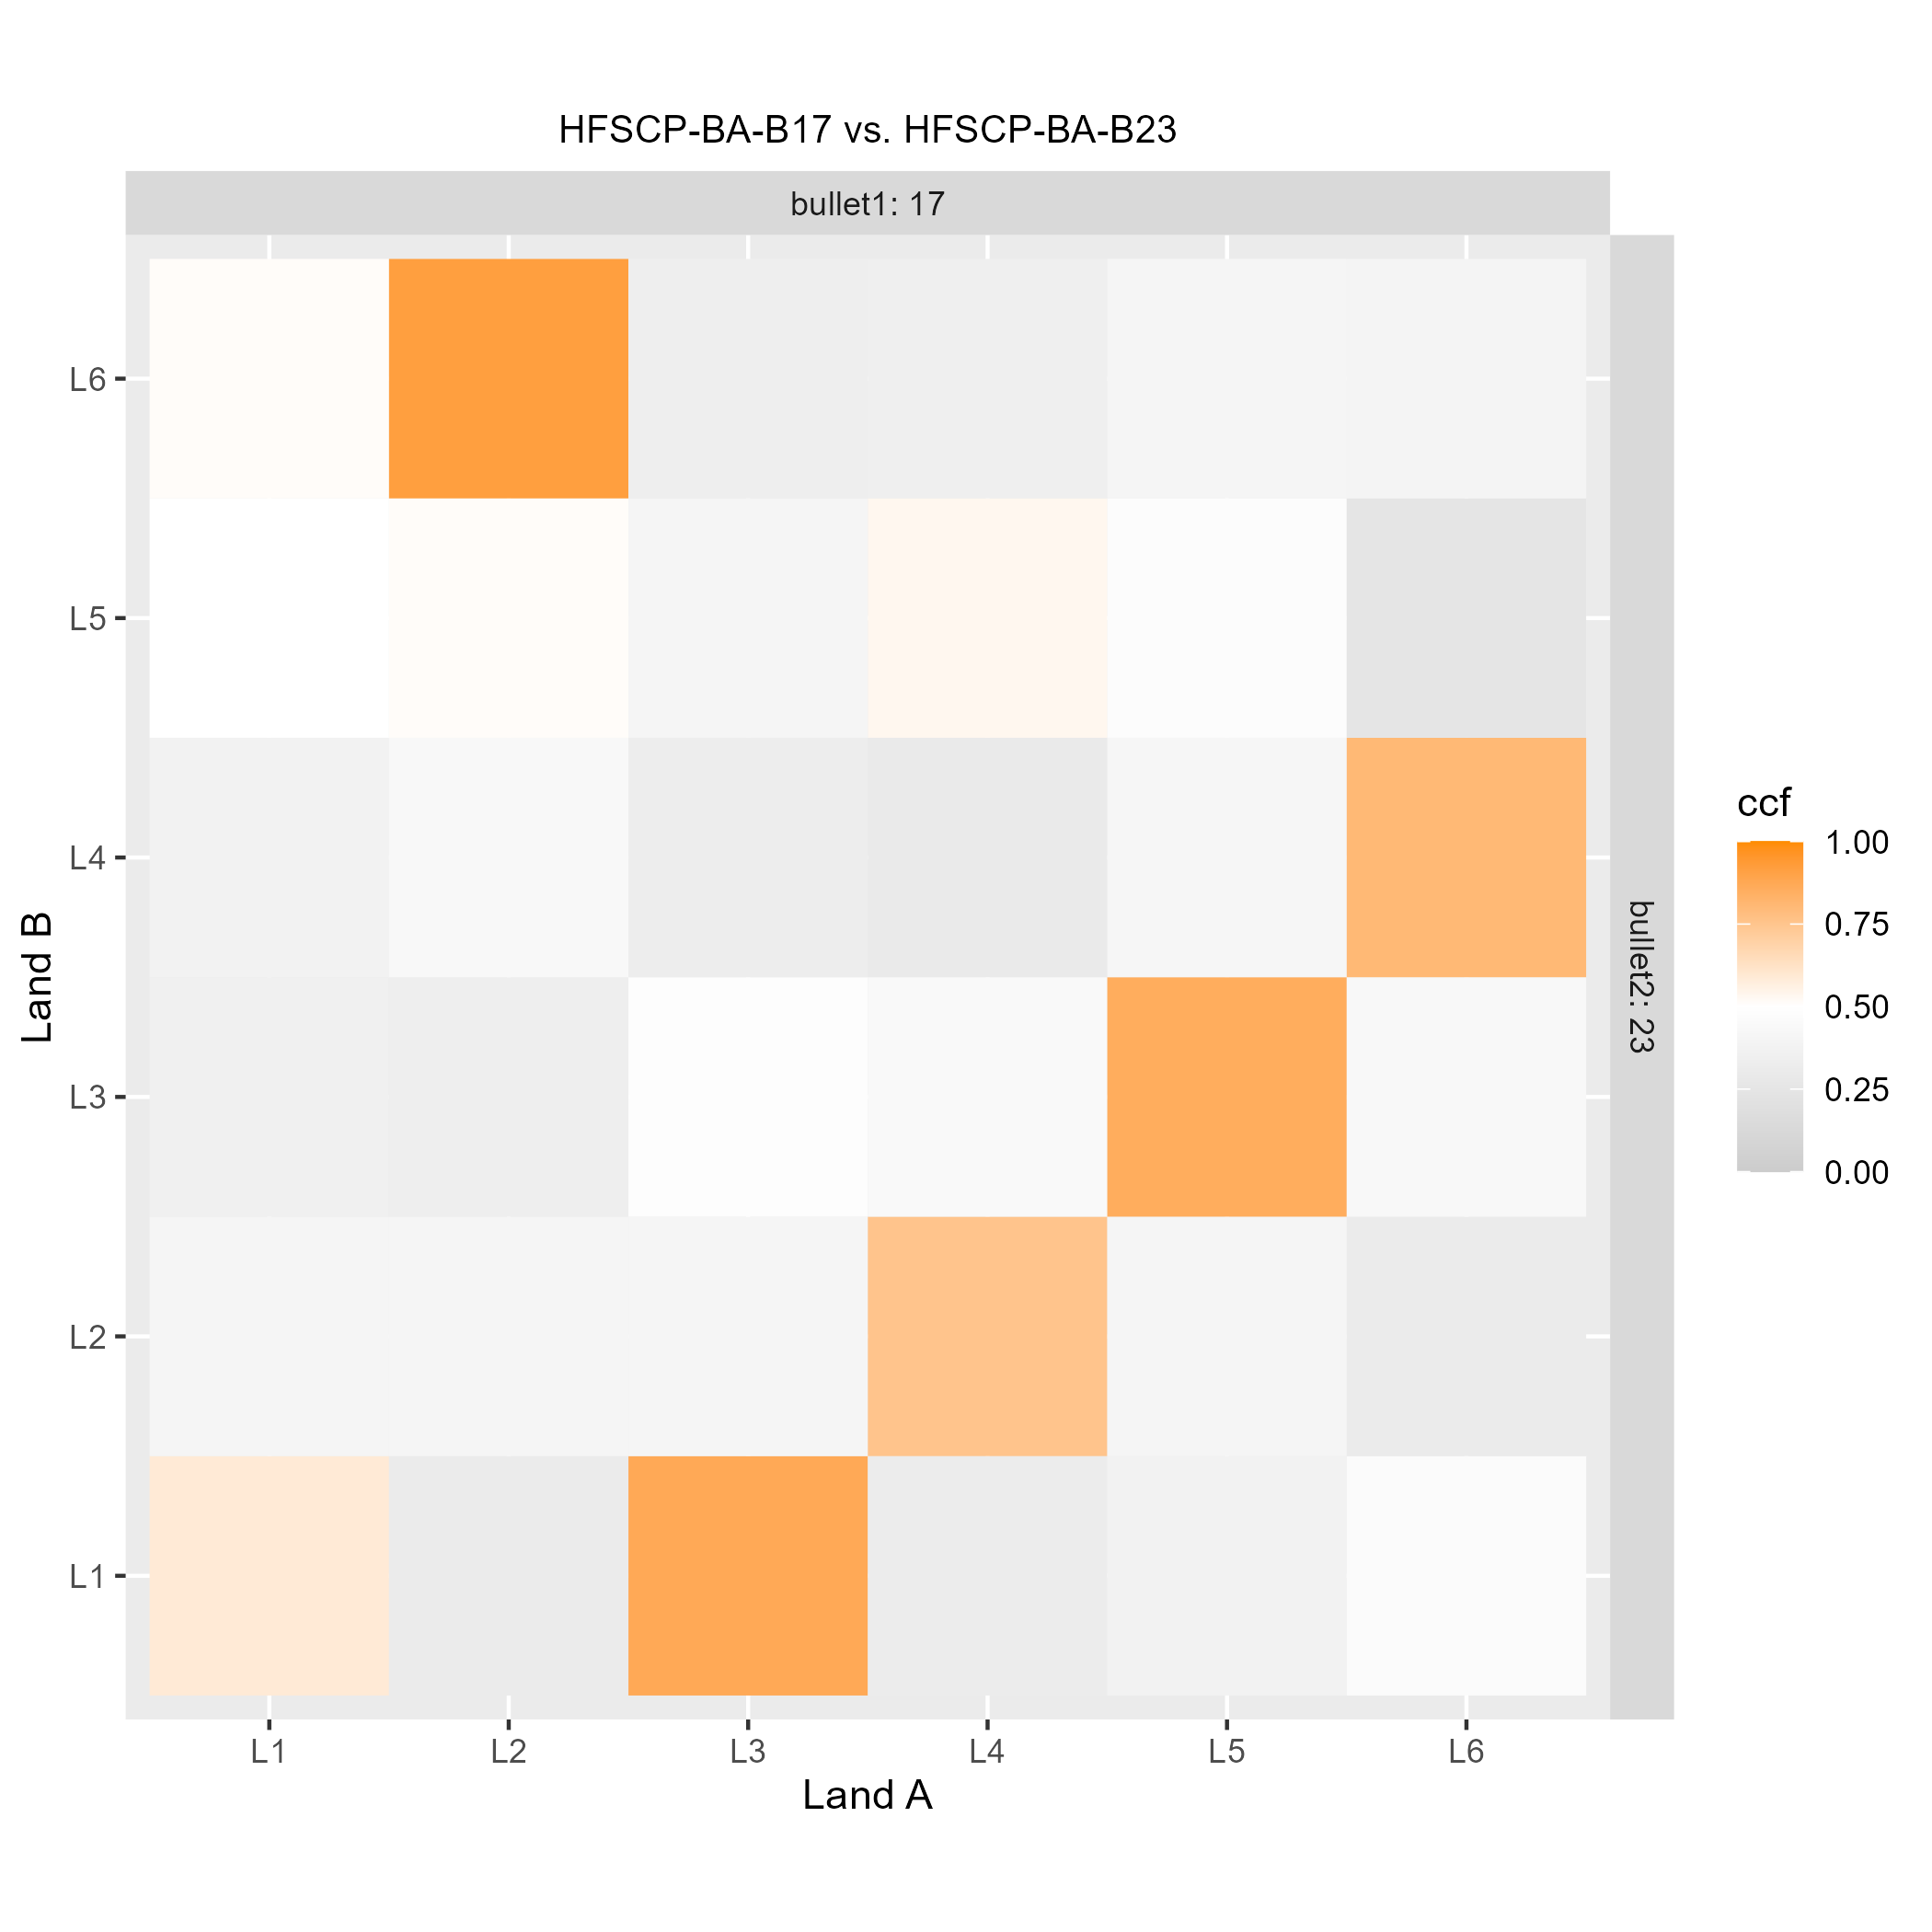 HFSCP-BA-B17 vs. HFSCP-BA-B23
bullet1: 17
L6
L5
L4
L3
L2
L1
Land B
bullet2: 23
L1 L2 L3 L4 L5 L6
Land A
ccf
1.00
0.75
0.50
0.25
0.00